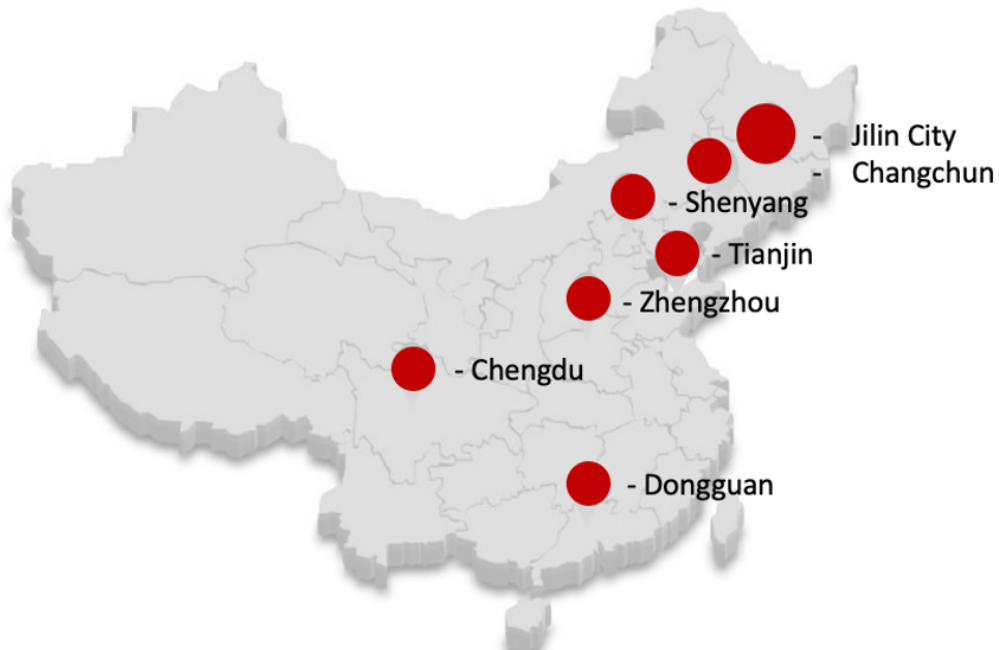 - Jilin City
- Changchun
- Shenyang
- Tianjin
- Zhengzhou
- Chengdu
- Dongguan